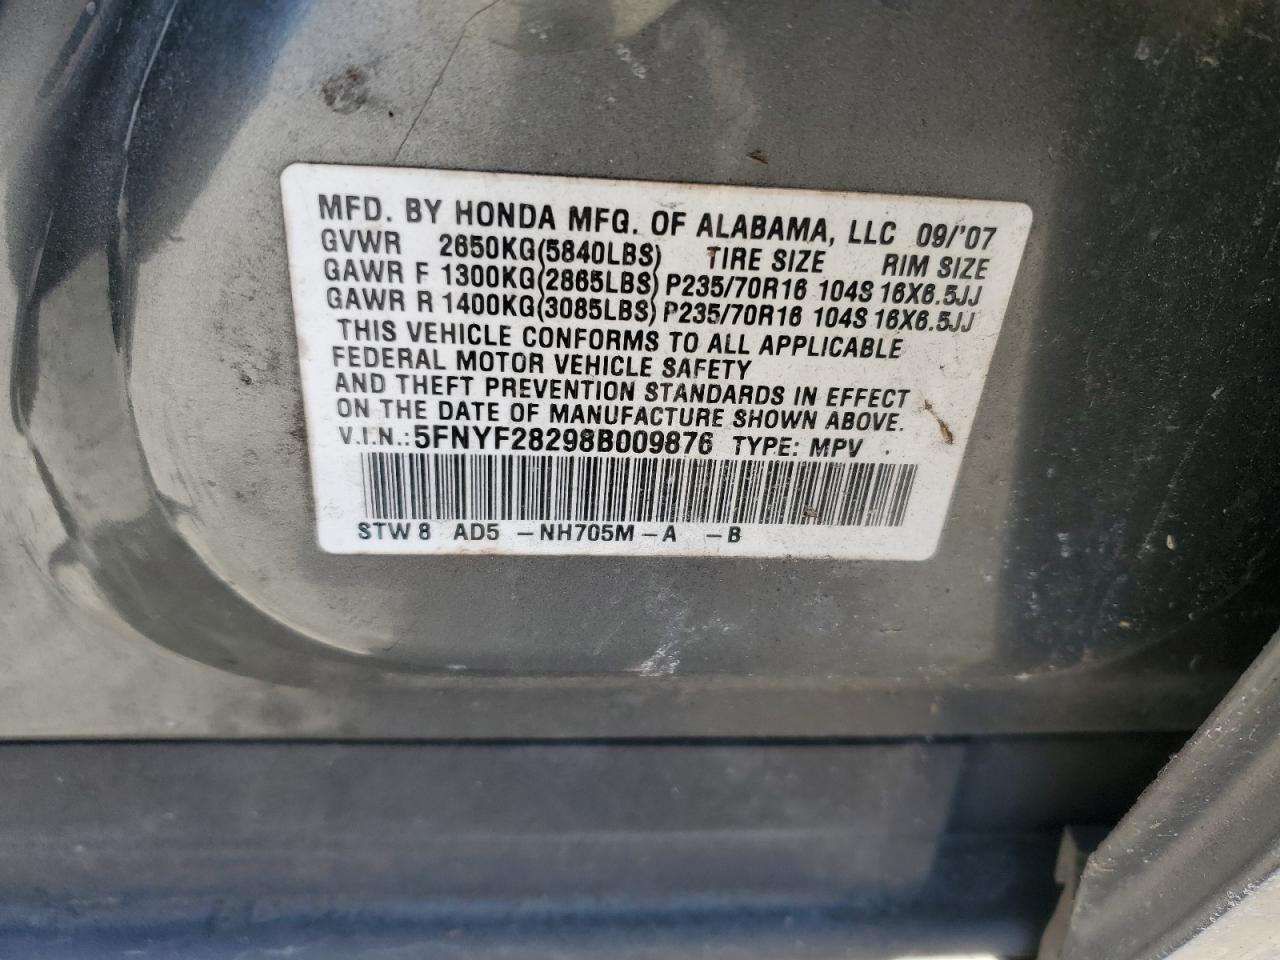 MFD. BY HONDA MFG. OF ALABAMA, LLC 09/'07
GVWR 2650KG(5840LBS) TIRE SIZE RIM SIZE
GAWR F 1300KG(2865LBS) P235/70R16 104S 16X6.5JJ
GAWR R 1400KG(3085LBS) P235/70R16 104S 16X6.5JJ
THIS VEHICLE CONFORMS TO ALL APPLICABLE
FEDERAL MOTOR VEHICLE SAFETY
AND THEFT PREVENTION STANDARDS IN EFFECT
ON THE DATE OF MANUFACTURE SHOWN ABOVE.
V.I.N.: 5FNYF28298B009876 TYPE: MPV
STW 8 AD5 -NH705M -A -B